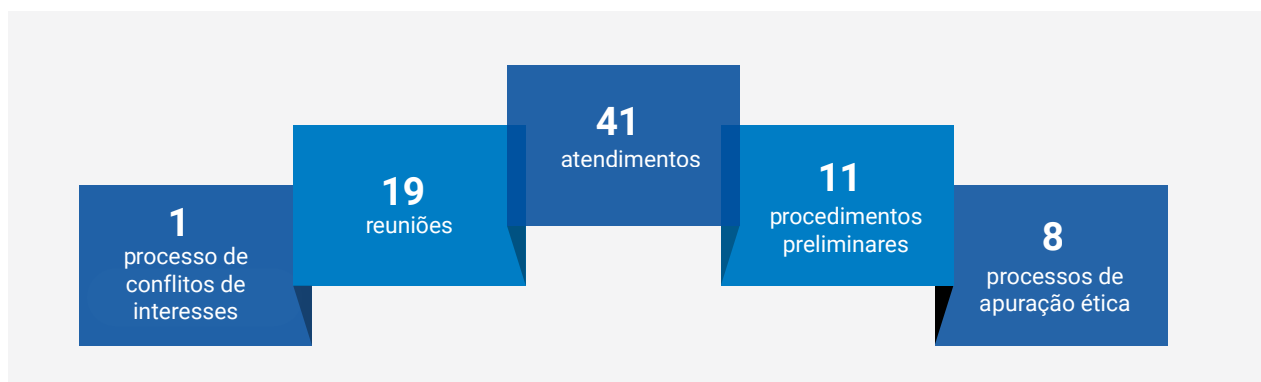 1
processo de
conflitos de
interesses
19
reuniões
41
atendimentos
11
procedimentos
preliminares
8
processos de
apuração ética